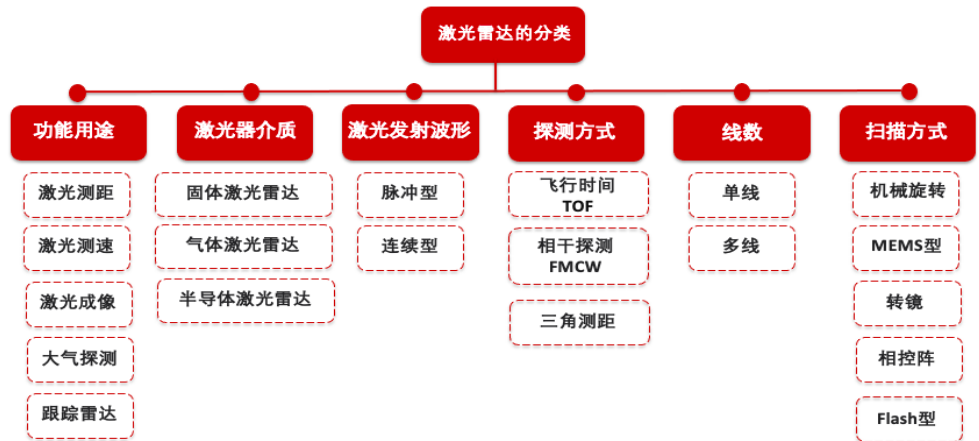 激光雷达的分类
功能用途
激光器介质
激光发射波形
探测方式
线数
扫描方式
激光测距
激光测速
激光成像
大气探测
跟踪雷达
固体激光雷达
气体激光雷达
半导体激光雷达
脉冲型
连续型
飞行时间
TOF
相干探测
FMCW
三角测距
单线
多线
机械旋转
MEMS型
转镜
相控阵
Flash型